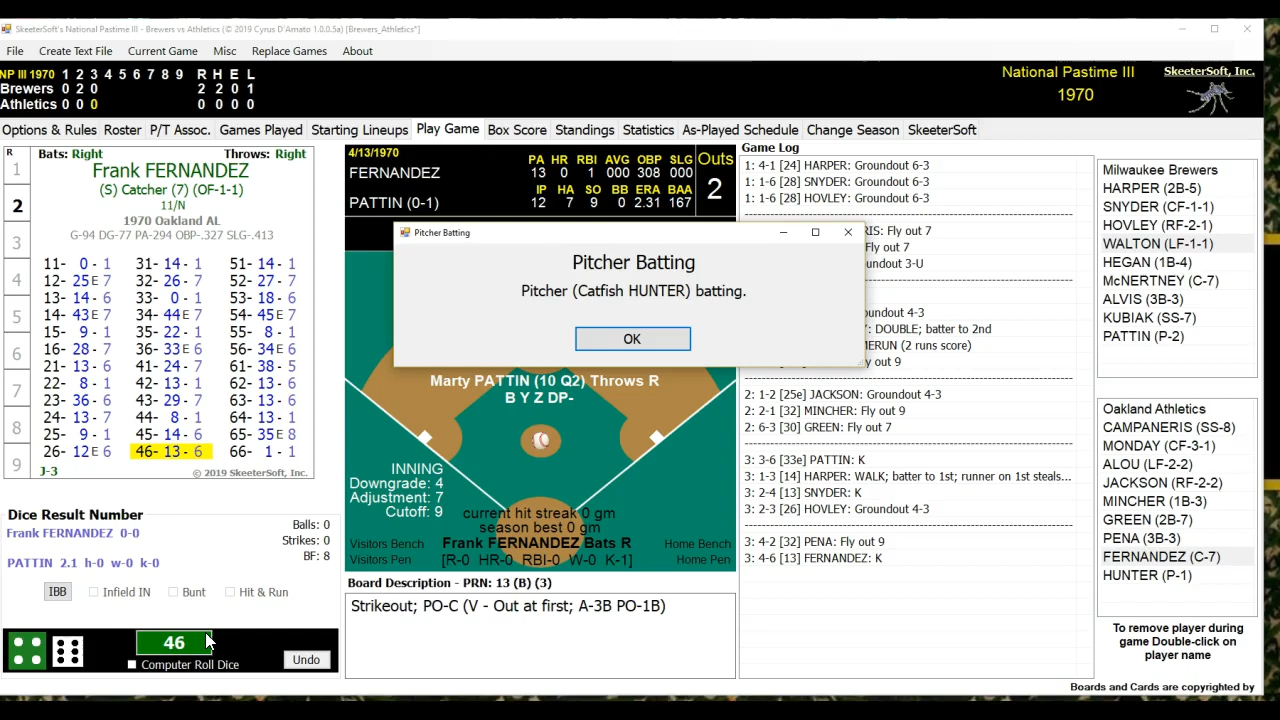 SkeeterSoft's National Pastime III - Brewers vs Athletics (© 2019 Cyrus D'Amato 1.0.0.5a) [Brewers_Athletics*]
File Create Text File Current Game Misc Replace Games About
NP III 1970 1 2 3 4 5 6 7 8 9 R H E L
Brewers 0 2 0 2 2 0 1
Athletics 0 0 0 0 0 0 0
National Pastime III
1970
SkeeterSoft, Inc.
Options & Rules Roster P/T Assoc. Games Played Starting Lineups Play Game Box Score Standings Statistics As-Played Schedule Change Season SkeeterSoft
R
1
2
3
4
5
6
7
8
9
Bats: Right Throws: Right
Frank FERNANDEZ
(S) Catcher (7) (OF-1-1)
11/N
1970 Oakland AL
G-94 DG-77 PA-294 OBP-.327 SLG-.413
11- 0 - 1 31- 14 - 1 51- 14 - 1
12- 25 E 7 32- 26 - 7 52- 27 - 7
13- 14 - 6 33- 0 - 1 53- 18 - 6
14- 43 E 7 34- 44 E 7 54- 45 E 7
15- 9 - 1 35- 22 - 1 55- 8 - 1
16- 28 - 7 36- 33 E 6 56- 34 E 6
21- 13 - 6 41- 24 - 7 61- 38 - 5
22- 8 - 1 42- 13 - 1 62- 13 - 6
23- 36 - 6 43- 29 - 7 63- 13 - 6
24- 13 - 7 44- 8 - 1 64- 13 - 1
25- 9 - 1 45- 14 - 6 65- 35 E 8
26- 12 E 6 46- 13 - 6 66- 1 - 1
J-3 © 2019 SkeeterSoft, Inc.
4/13/1970
PA HR RBI AVG OBP SLG
FERNANDEZ 13 0 1 000 308 000
IP HA SO BB ERA BAA
PATTIN (0-1) 12 7 9 0 2.31 167
Outs
2
Pitcher Batting
Pitcher Batting
Pitcher (Catfish HUNTER) batting.
OK
Marty PATTIN (10 Q2) Throws R
B Y Z DP-
INNING
Downgrade: 4
Adjustment: 7
Cutoff: 9
current hit streak 0 gm
season best 0 gm
Visitors Bench Frank FERNANDEZ Bats R Home Bench
Visitors Pen [R-0 HR-0 RBI-0 W-0 K-1] Home Pen
Board Description - PRN: 13 (B) (3)
Strikeout; PO-C (V - Out at first; A-3B PO-1B)
Game Log
1: 4-1 [24] HARPER: Groundout 6-3
1: 1-6 [28] SNYDER: Groundout 6-3
1: 1-6 [28] HOVLEY: Groundout 6-3
RIS: Fly out 7
Fly out 7
undout 3-U
oundout 4-3
Y: DOUBLE; batter to 2nd
MERUN (2 runs score)
y out 9
2: 1-2 [25e] JACKSON: Groundout 4-3
2: 2-1 [32] MINCHER: Fly out 9
2: 6-3 [30] GREEN: Fly out 7
3: 3-6 [33e] PATTIN: K
3: 1-3 [14] HARPER: WALK; batter to 1st; runner on 1st steals...
3: 2-4 [13] SNYDER: K
3: 2-3 [26] HOVLEY: Groundout 4-3
3: 4-2 [32] PENA: Fly out 9
3: 4-6 [13] FERNANDEZ: K
Milwaukee Brewers
HARPER (2B-5)
SNYDER (CF-1-1)
HOVLEY (RF-2-1)
WALTON (LF-1-1)
HEGAN (1B-4)
McNERTNEY (C-7)
ALVIS (3B-3)
KUBIAK (SS-7)
PATTIN (P-2)
Oakland Athletics
CAMPANERIS (SS-8)
MONDAY (CF-3-1)
ALOU (LF-2-2)
JACKSON (RF-2-2)
MINCHER (1B-3)
GREEN (2B-7)
PENA (3B-3)
FERNANDEZ (C-7)
HUNTER (P-1)
To remove player during
game Double-click on
player name
Boards and Cards are copyrighted by
Dice Result Number
Frank FERNANDEZ 0-0
PATTIN 2.1 h-0 w-0 k-0
Balls: 0
Strikes: 0
BF: 8
IBB Infield IN Bunt Hit & Run
46
Computer Roll Dice
Undo